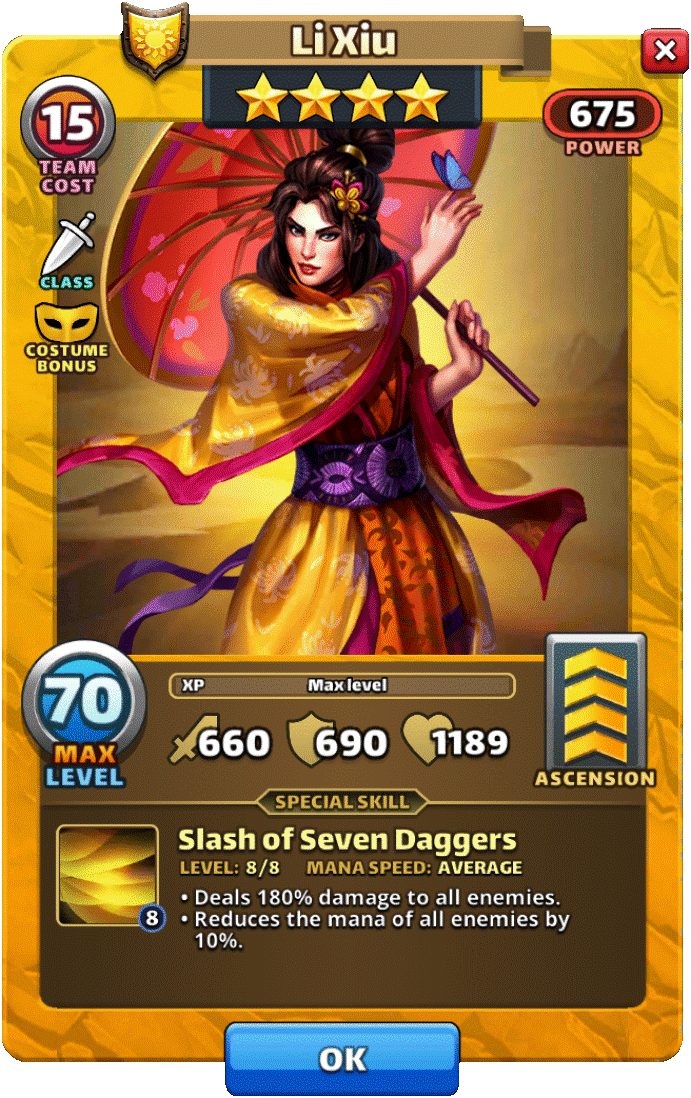 Li Xiu
15
TEAM
COST
675
POWER
CLASS
COSTUME
BONUS
70
MAX
LEVEL
XP Max level
660 690 1189
ASCENSION
SPECIAL SKILL
Slash of Seven Daggers
LEVEL: 8/8 MANA SPEED: AVERAGE
8
• Deals 180% damage to all enemies.
• Reduces the mana of all enemies by
10%.
OK